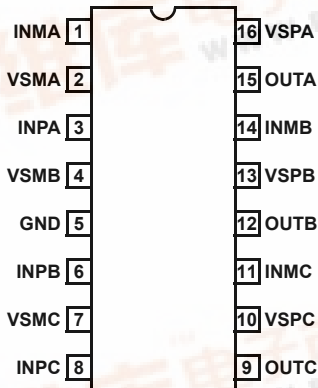 INMA 1 16 VSPA
VSMA 2 15 OUTA
INPA 3 14 INMB
VSMB 4 13 VSPB
GND 5 12 OUTB
INPB 6 11 INMC
VSMC 7 10 VSPC
INPC 8 9 OUTC